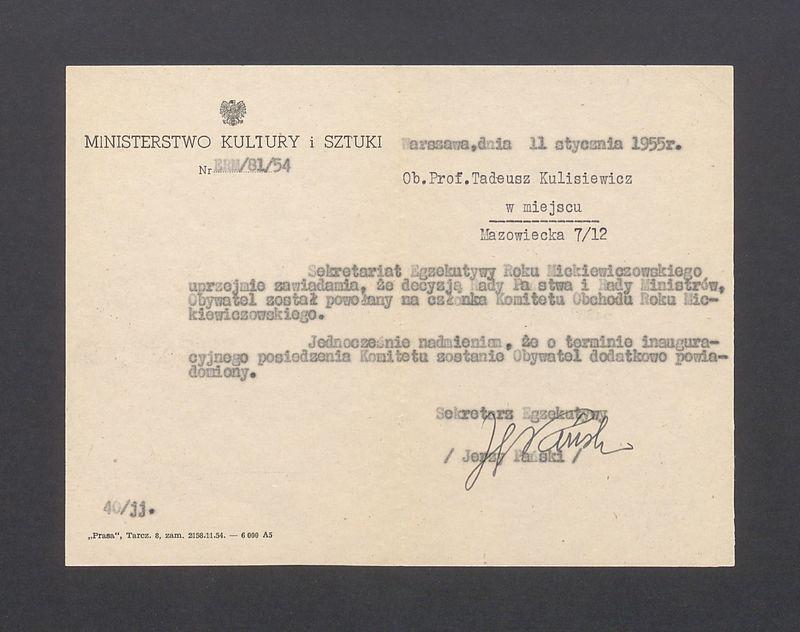 MINISTERSTWO KULTURY i SZTUKI
Nr ERM/81/54
Warszawa,dnia 11 stycznia 1955r.
Ob.Prof.Tadeusz Kulisiewicz
w miejscu
Mazowiecka 7/12
Sekretariat Egzekutywy Roku Mickiewiczowskiego
uprzejmie zawiadamia, że decyzją Rady Pa stwa i Rady Ministrów,
Obywatel został powołany na członka Komitetu Obchodu Roku Mic-
kiewiczowskiego.
Jednocześnie nadmieniam, że o terminie inaugura-
cyjnego posiedzenia Komitetu zostanie Obywatel dodatkowo powia-
domiony.
Sekretarz Egzekutywy
/ Jerzy Pański /
40/jj.
„Prasa", Tarcz. 8, zam. 2158.11.54. — 6 000 A5